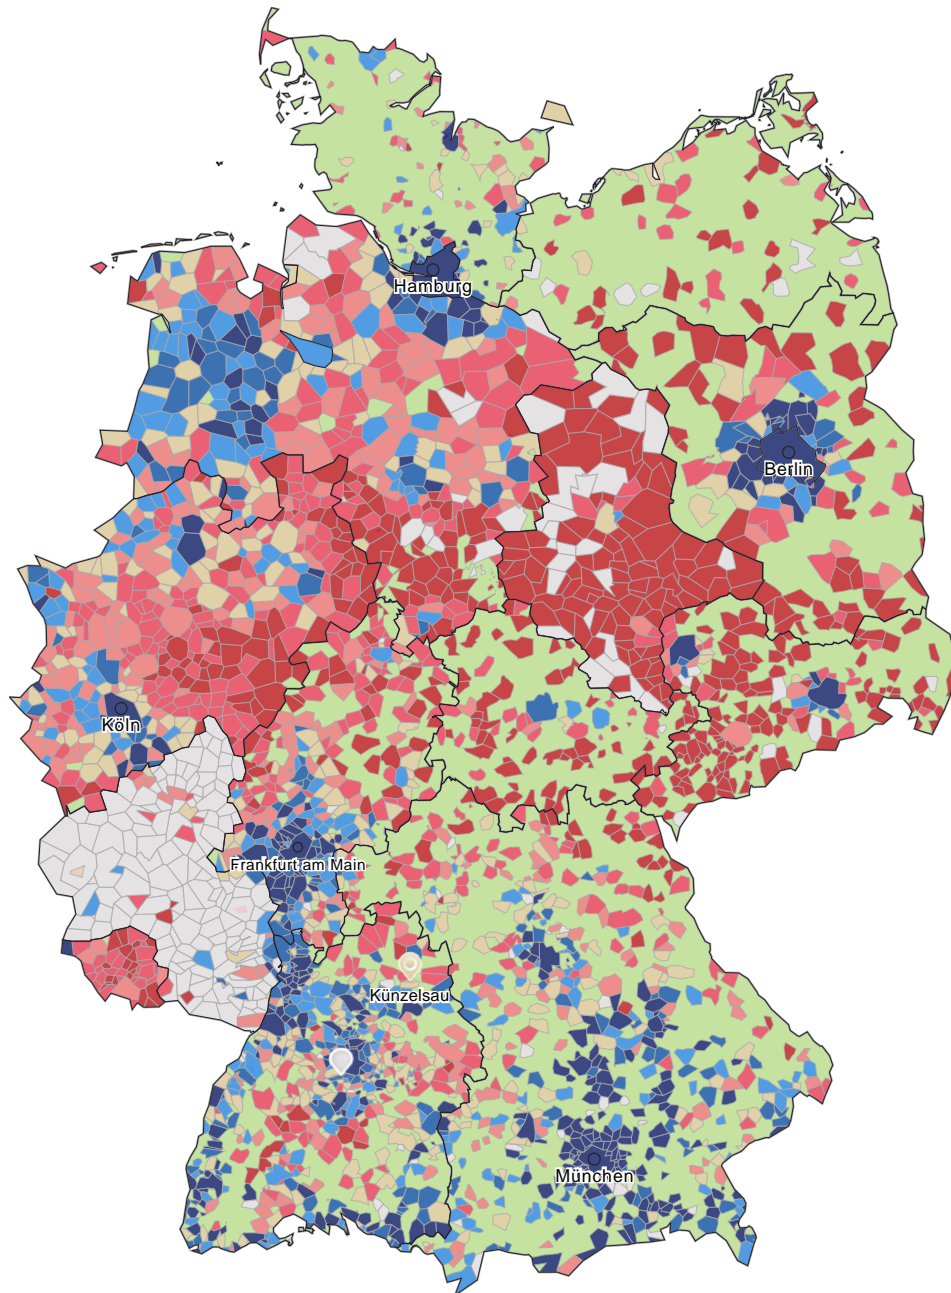 Hamburg
Berlin
Köln
Frankfurt am Main
Künzelsau
München